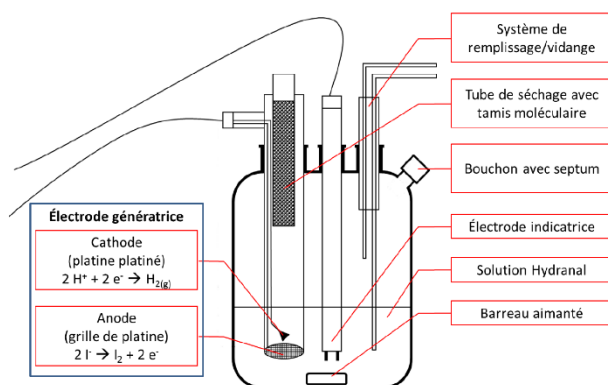 Système de
remplissage/vidange
Tube de séchage avec
tamis moléculaire
Bouchon avec septum
Électrode génératrice
Cathode
(platine platiné)
2 H⁺ + 2 e⁻ → H₂₍g₎
Anode
(grille de platine)
2 I⁻ → I₂ + 2 e⁻
Électrode indicatrice
Solution Hydranal
Barreau aimanté